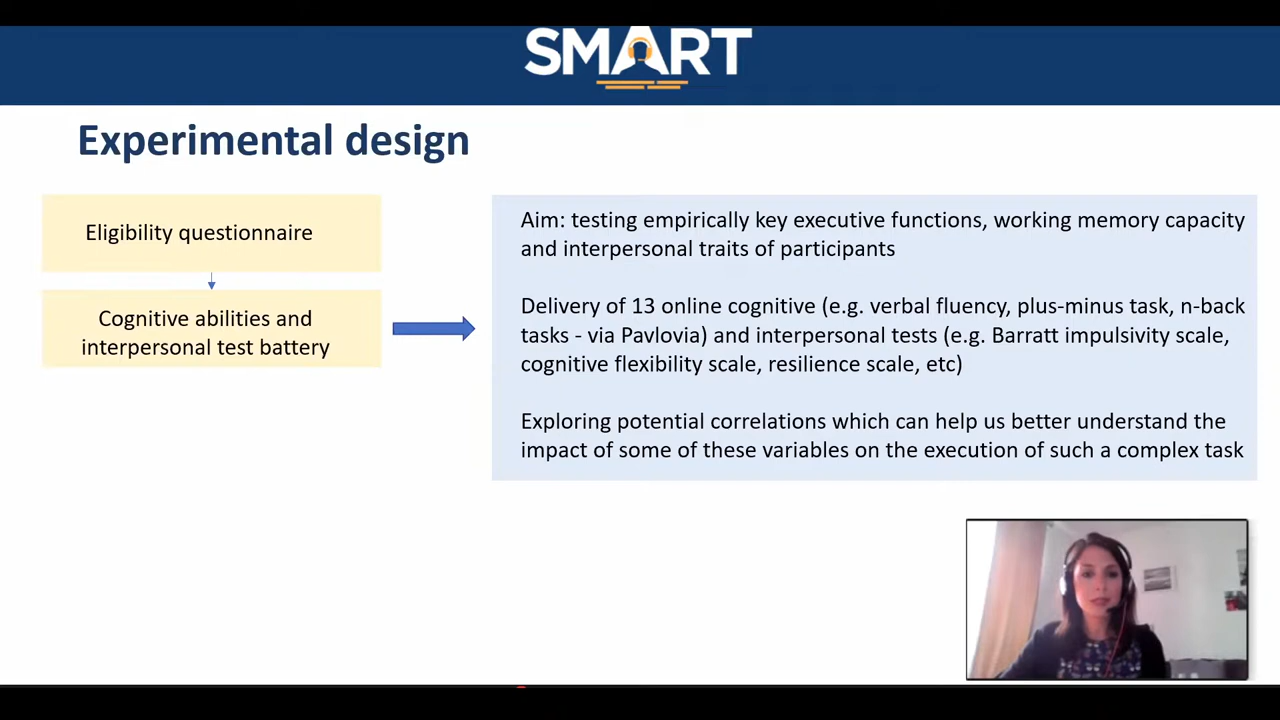 SMART
Experimental design
Eligibility questionnaire
Cognitive abilities and
interpersonal test battery
Aim: testing empirically key executive functions, working memory capacity
and interpersonal traits of participants
Delivery of 13 online cognitive (e.g. verbal fluency, plus-minus task, n-back
tasks - via Pavlovia) and interpersonal tests (e.g. Barratt impulsivity scale,
cognitive flexibility scale, resilience scale, etc)
Exploring potential correlations which can help us better understand the
impact of some of these variables on the execution of such a complex task